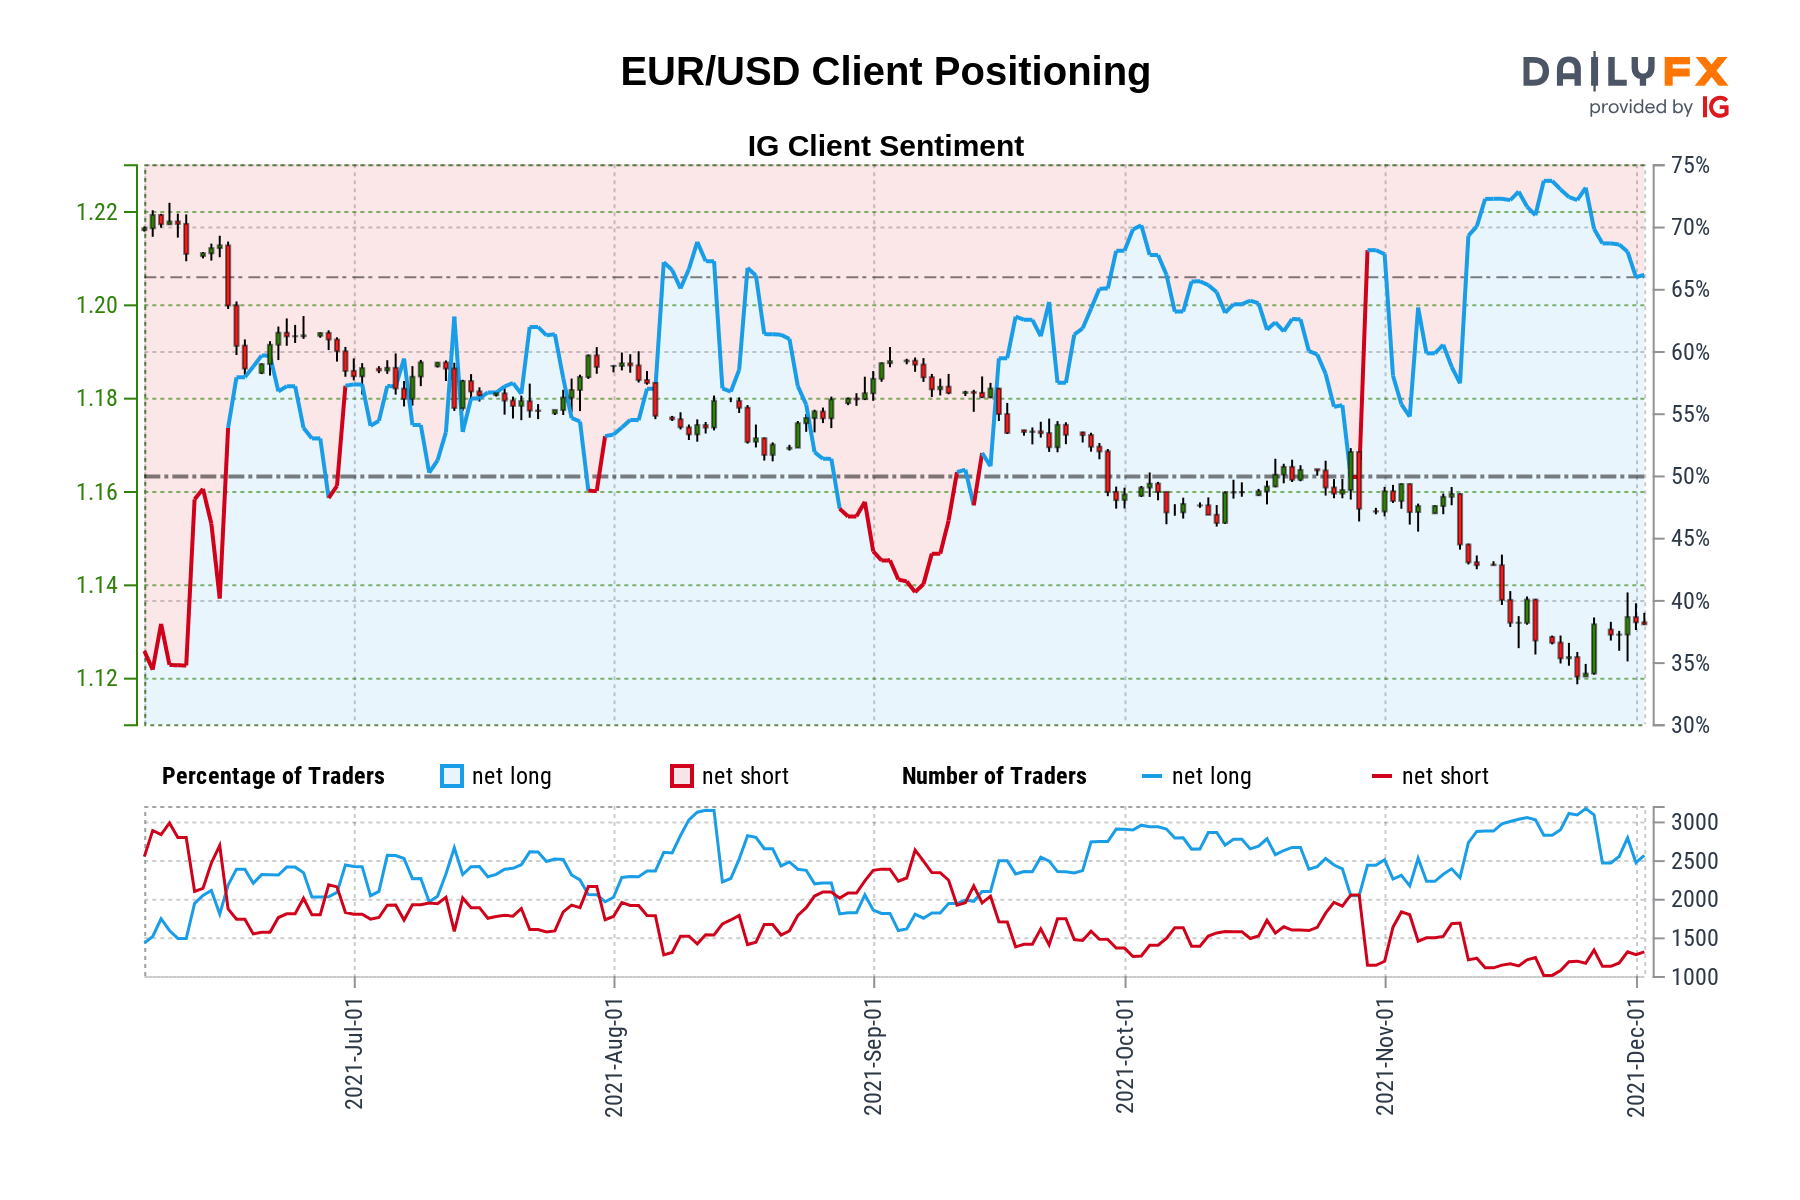 EUR/USD Client Positioning
DAILYFX
provided by IG
IG Client Sentiment
1.22
1.20
1.18
1.16
1.14
1.12
75%
70%
65%
60%
55%
50%
45%
40%
35%
30%
Percentage of Traders net long net short Number of Traders net long net short
3000
2500
2000
1500
1000
2021-Jul-01
2021-Aug-01
2021-Sep-01
2021-Oct-01
2021-Nov-01
2021-Dec-01